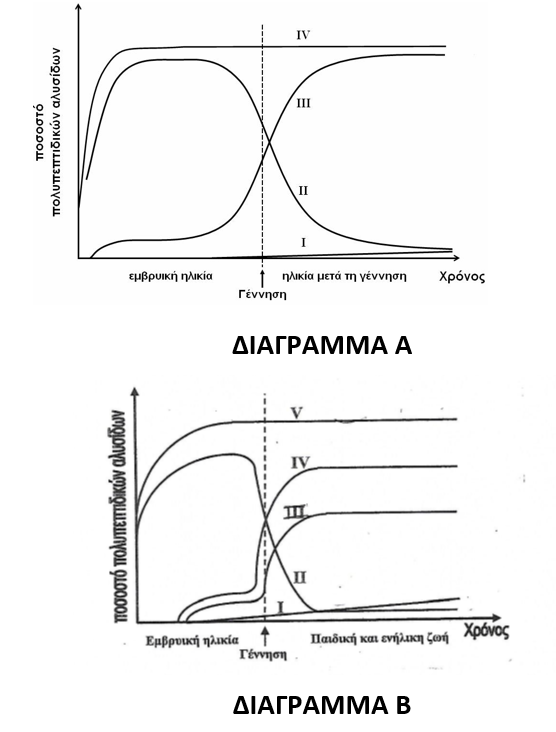 ποσοστό
πολυπεπτιδικών αλυσίδων
IV
III
II
I
εμβρυική ηλικία
ηλικία μετά τη γέννηση
Χρόνος
Γέννηση
ΔΙΑΓΡΑΜΜΑ Α
ποσοστό πολυπεπτιδικών αλυσίδων
V
IV
III
II
I
Εμβρυική ηλικία
Παιδική και ενήλικη ζωή
Χρόνος
Γέννηση
ΔΙΑΓΡΑΜΜΑ Β